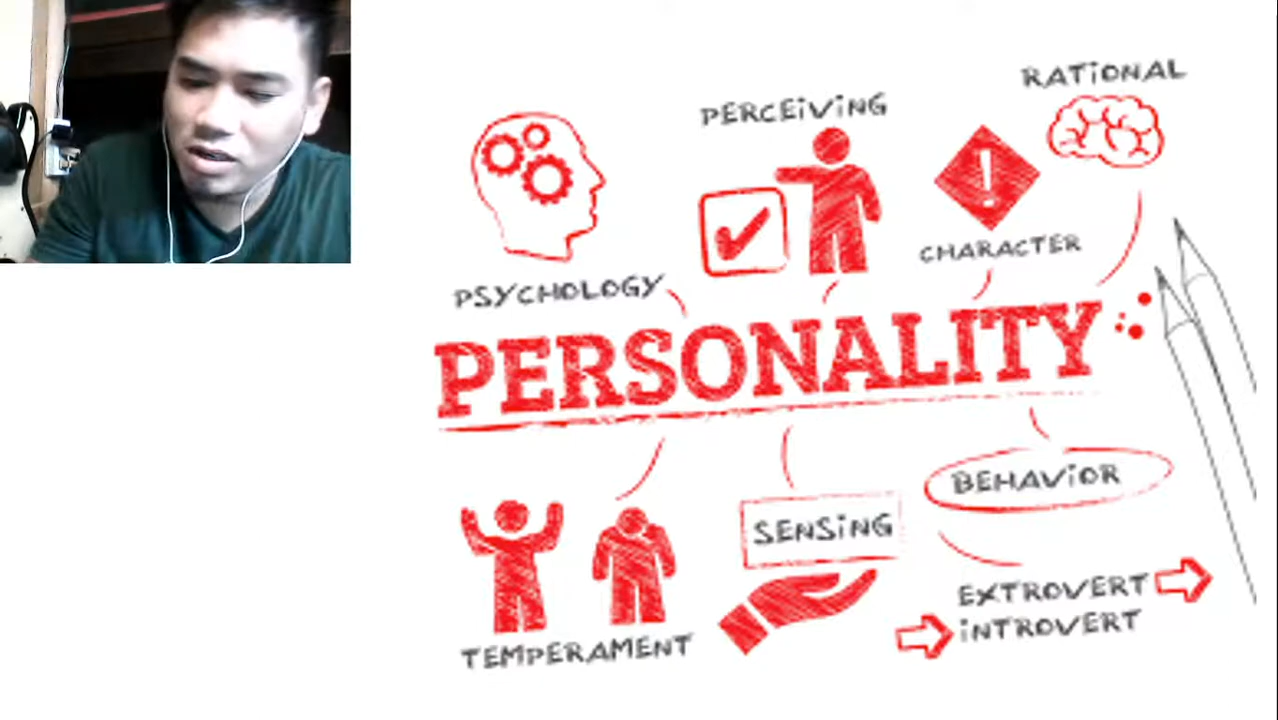 RATiONAL
PERCEiViNG
CHARACTER
PSYCHOLOGY
PERSONALITY
BEHAViOR
SENSiNG
EXTROVERT
iNTROVERT
TEMPERAMENT